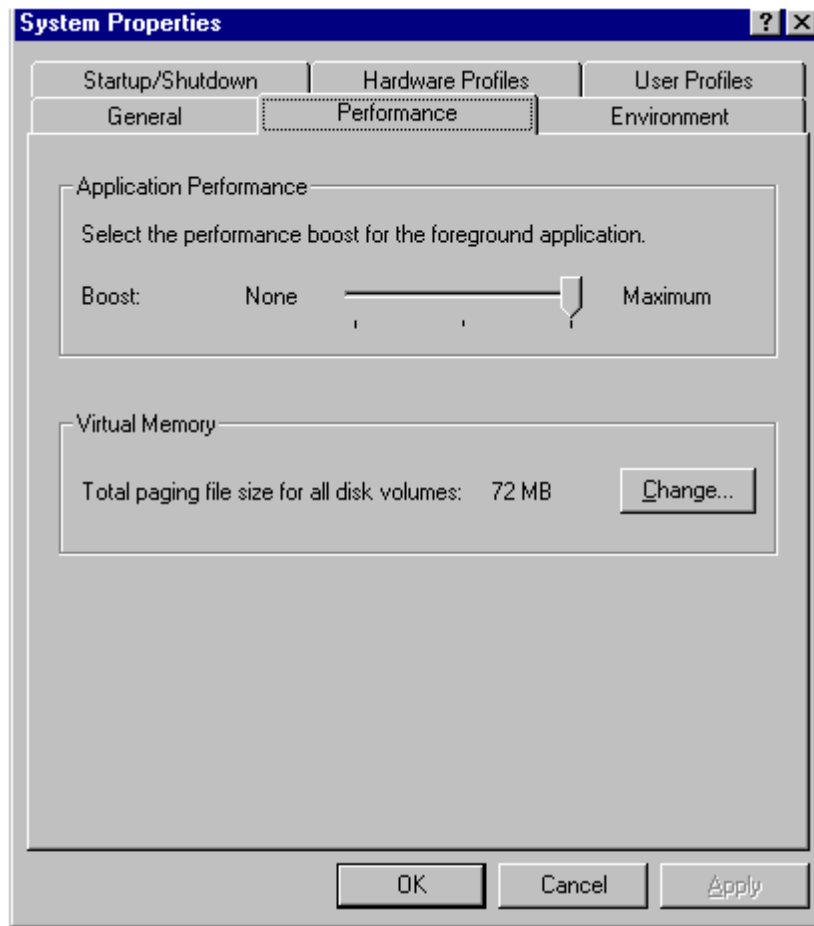 System Properties
Startup/Shutdown Hardware Profiles User Profiles
General Performance Environment
Application Performance
Select the performance boost for the foreground application.
Boost: None Maximum
Virtual Memory
Total paging file size for all disk volumes: 72 MB Change...
OK Cancel Apply